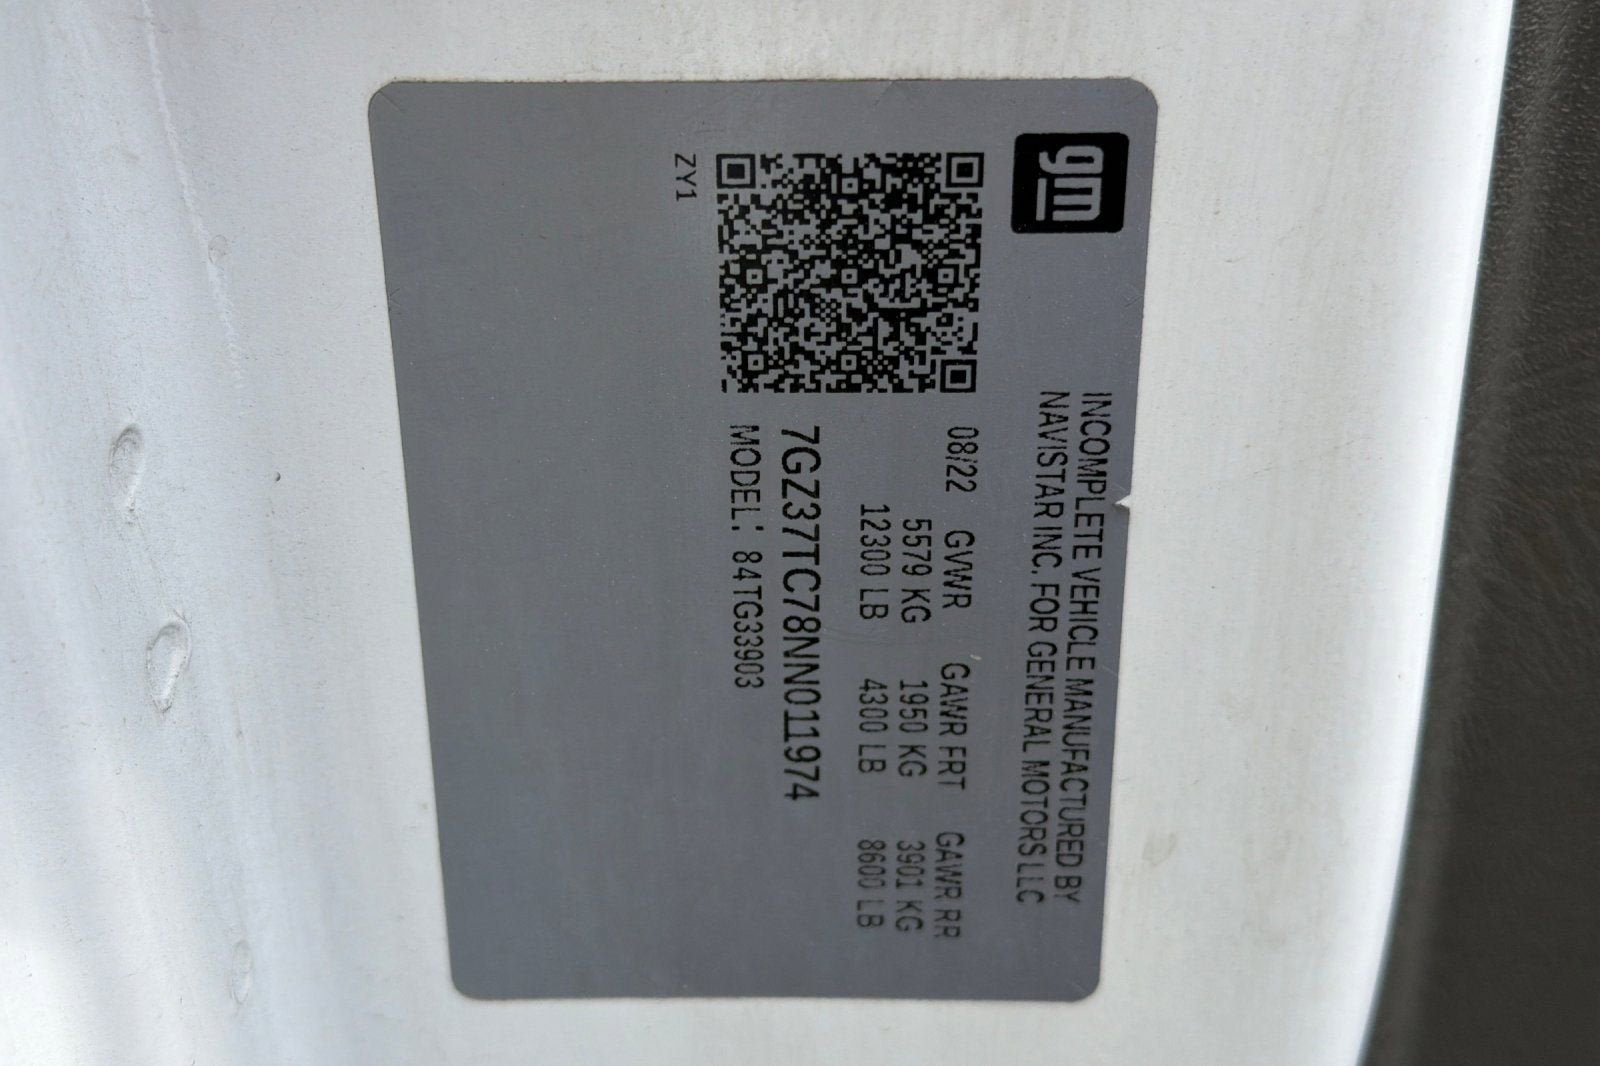 gm
INCOMPLETE VEHICLE MANUFACTURED BY
NAVISTAR INC. FOR GENERAL MOTORS LLC
08/22 GVWR GAWR FRT GAWR RR
5579 KG 1950 KG 3901 KG
12300 LB 4300 LB 8600 LB
7GZ37TC78NN011974
MODEL: 84TG33903
ZY1